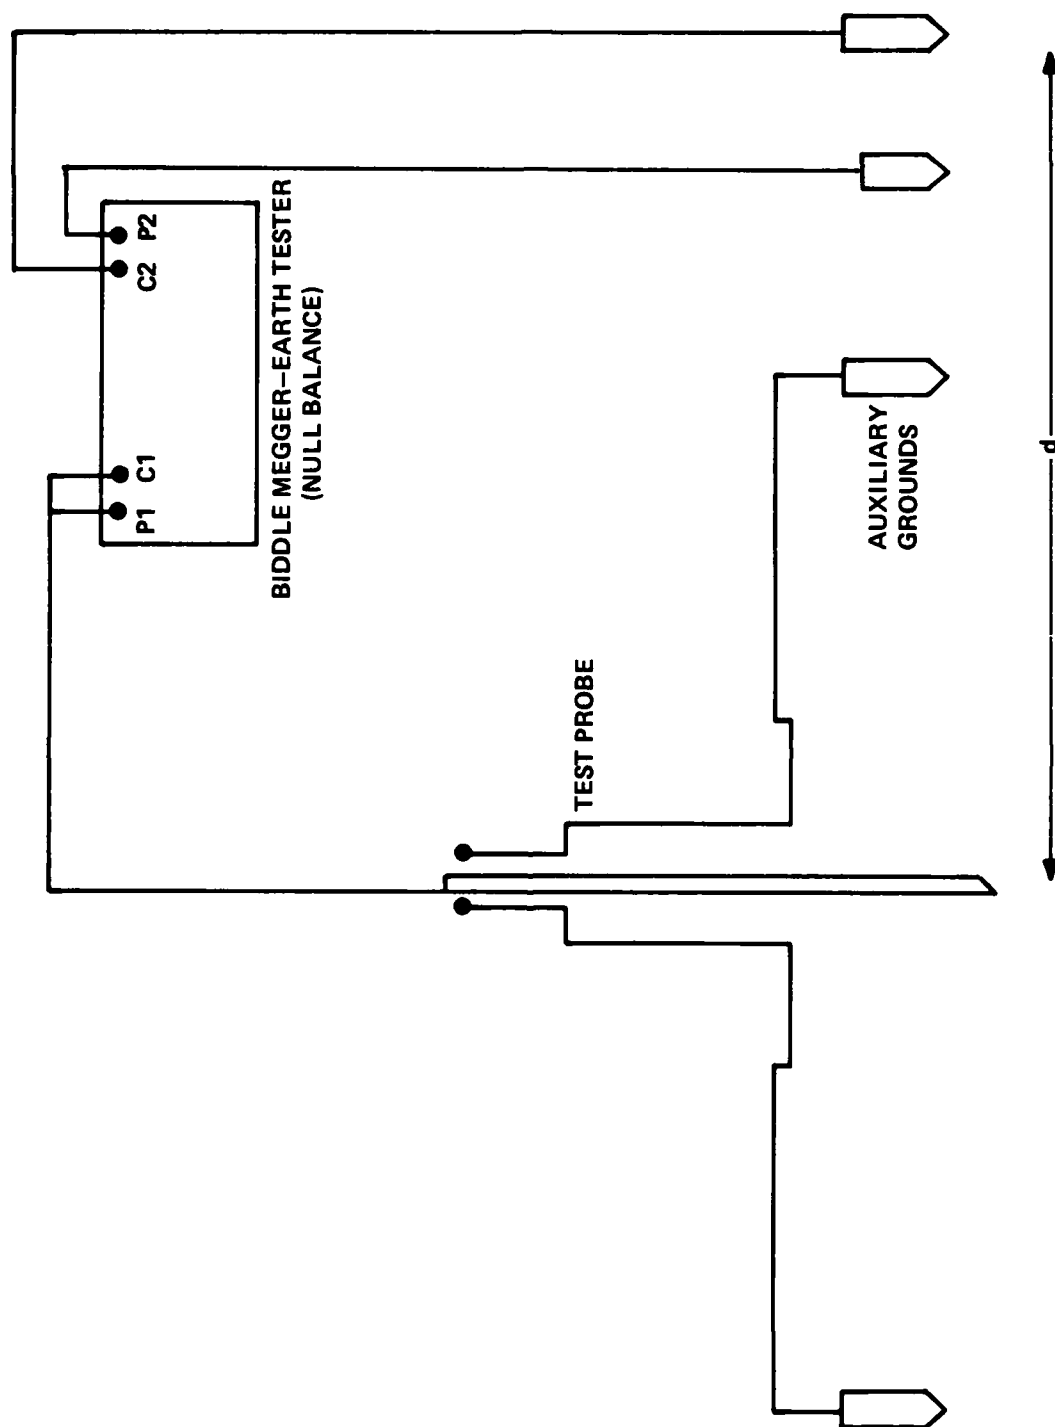 P1
C1
C2
P2
BIDDLE MEGGER–EARTH TESTER
(NULL BALANCE)
TEST PROBE
AUXILIARY
GROUNDS
d